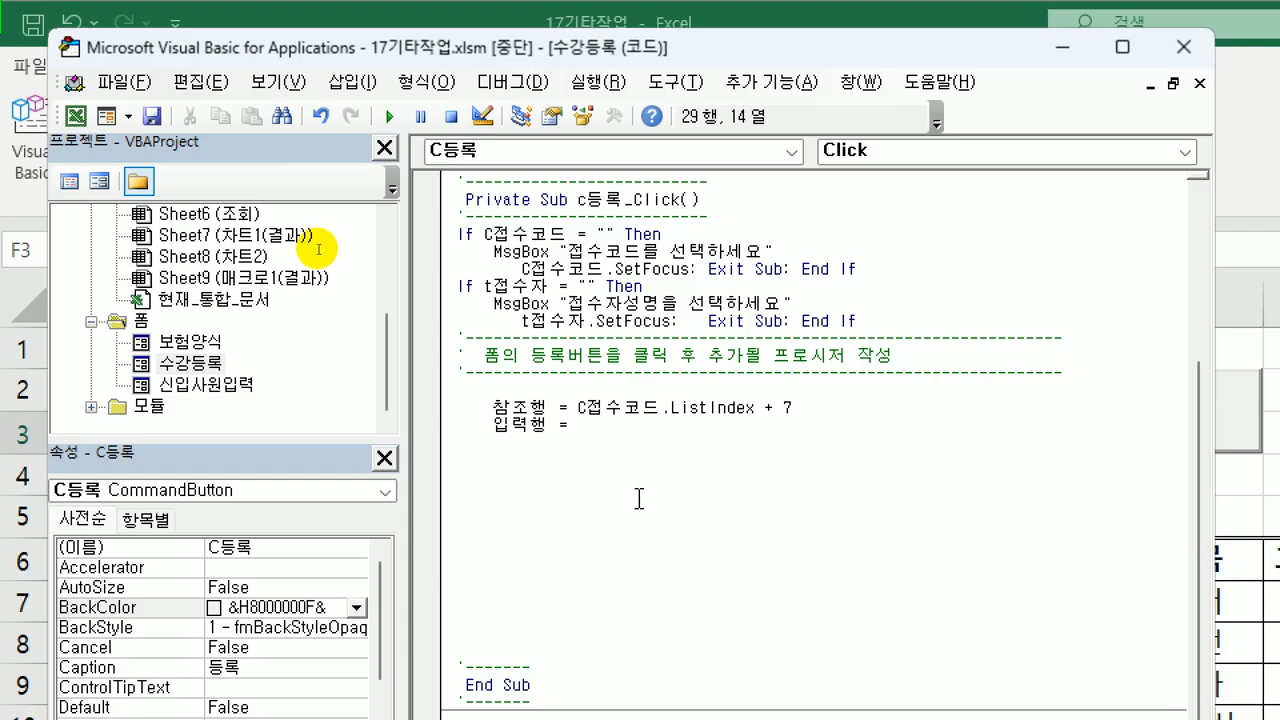 17기타작업 - Excel
검색
Microsoft Visual Basic for Applications - 17기타작업.xlsm [중단] - [수강등록 (코드)]
파일
파일(F) 편집(E) 보기(V) 삽입(I) 형식(O) 디버그(D) 실행(R) 도구(T) 추가 기능(A) 창(W) 도움말(H)
29 행, 14 열
Visua
Basic
프로젝트 - VBAProject
C등록
Click
Sheet6 (조회)
Sheet7 (차트1(결과))
Sheet8 (차트2)
Sheet9 (매크로1(결과))
현재_통합_문서
폼
보험양식
수강등록
신입사원입력
모듈
F3
1
2
3
4
5
6
7
8
9
'--------------------------
Private Sub c등록_Click()
'--------------------------
If C접수코드 = "" Then
MsgBox "접수코드를 선택하세요"
C접수코드.SetFocus: Exit Sub: End If
If t접수자 = "" Then
MsgBox "접수자성명을 선택하세요"
t접수자.SetFocus: Exit Sub: End If
'-----------------------------------------------------------------
' 폼의 등록버튼을 클릭 후 추가될 프로시저 작성
'-----------------------------------------------------------------
참조행 = C접수코드.ListIndex + 7
입력행 =
'-------
End Sub
'-------
속성 - C등록
C등록 CommandButton
사전순 항목별
(이름) C등록
Accelerator
AutoSize False
BackColor &H8000000F&
BackStyle 1 - fmBackStyleOpaq
Cancel False
Caption 등록
ControlTipText
Default False